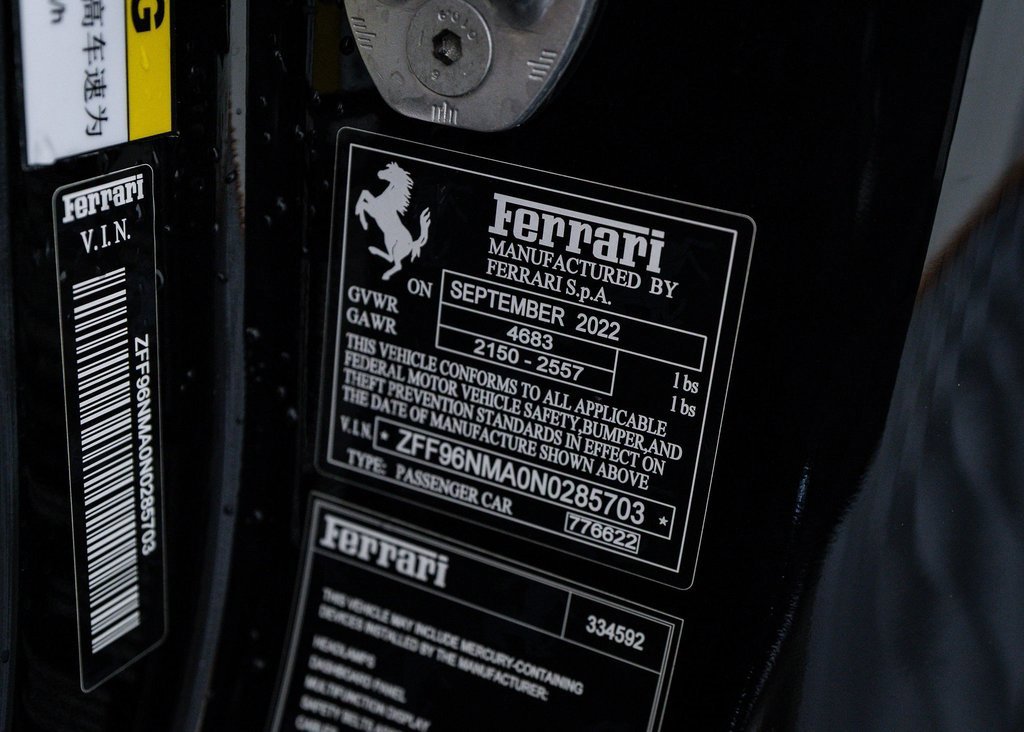 G
高车速为
/h
Ferrari
V.I.N.
ZFF96NMA0N0285703
Ferrari
MANUFACTURED BY
FERRARI S.p.A.
ON SEPTEMBER 2022
GVWR 4683 lbs
GAWR 2150 - 2557 lbs
THIS VEHICLE CONFORMS TO ALL APPLICABLE
FEDERAL MOTOR VEHICLE SAFETY,BUMPER,AND
THEFT PREVENTION STANDARDS IN EFFECT ON
THE DATE OF MANUFACTURE SHOWN ABOVE
V.I.N. * ZFF96NMA0N0285703 *
TYPE: PASSENGER CAR 776622
Ferrari
334592
THIS VEHICLE MAY INCLUDE MERCURY-CONTAINING
DEVICES INSTALLED BY THE MANUFACTURER:
HEADLAMPS
DASHBOARD PANEL
MULTIFUNCTION DISPLAY
SAFETY BELTS